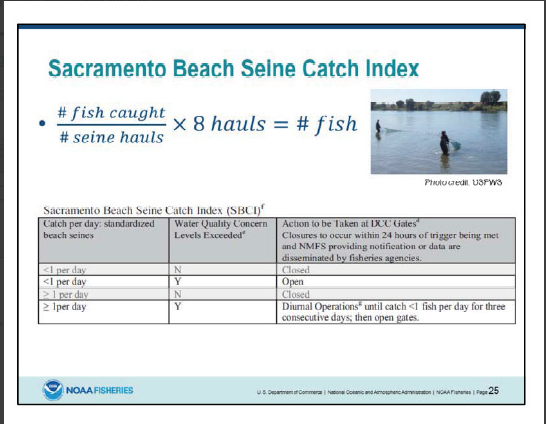 Sacramento Beach Seine Catch Index
• # fish caught / # seine hauls × 8 hauls = # fish
Photo credit: USFWS
Sacramento Beach Seine Catch Index (SBCI)f
Catch per day: standardized beach seines | Water Quality Concern Levels Exceeded | Action to be Taken at DCC Gates
Closures to occur within 24 hours of trigger being met and NMFS providing notification or data are disseminated by fisheries agencies.
<1 per day | N | Closed
<1 per day | Y | Open
≥ 1 per day | N | Closed
≥ 1per day | Y | Diurnal Operations until catch <1 fish per day for three consecutive days; then open gates.
NOAA FISHERIES
U.S. Department of Commerce | National Oceanic and Atmospheric Administration | NOAA Fisheries | Page 25